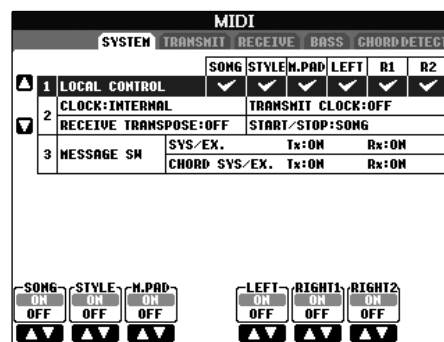 MIDI
SYSTEM TRANSMIT RECEIVE BASS CHORD DETECT
SONG STYLE M.PAD LEFT R1 R2
1 LOCAL CONTROL
2 CLOCK:INTERNAL TRANSMIT CLOCK:OFF
RECEIVE TRANSPOSE:OFF START/STOP:SONG
3 MESSAGE SW SYS/EX. Tx:ON Rx:ON
CHORD SYS/EX. Tx:ON Rx:ON
SONG STYLE M.PAD LEFT RIGHT1 RIGHT2
ON ON ON ON ON ON
OFF OFF OFF OFF OFF OFF